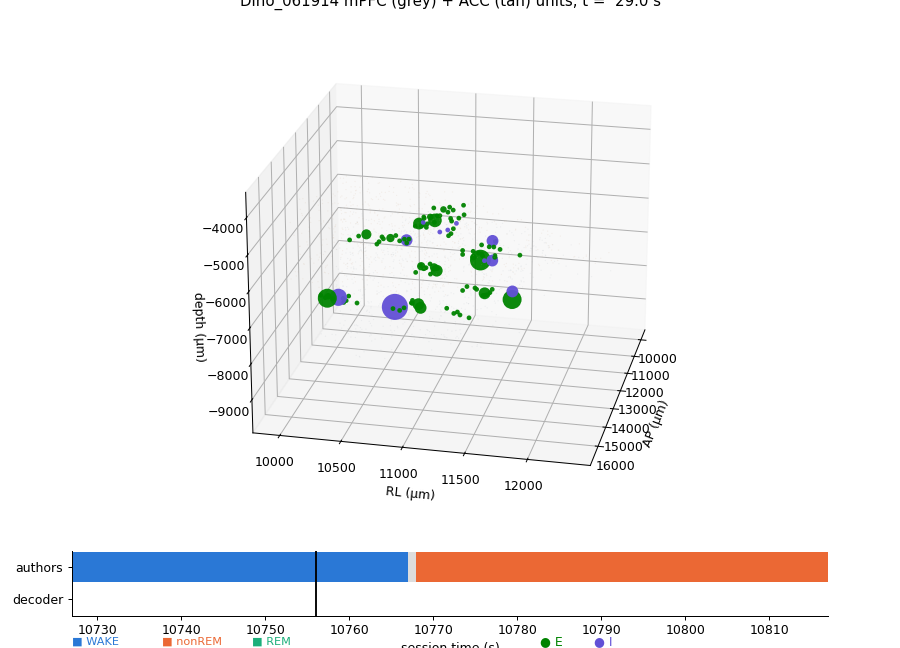 Dino_061914 mPFC (grey) + ACC (tan) units, t = 29.0 s
−4000
−5000
−6000
−7000
−8000
−9000
depth (μm)
10000
10500
11000
11500
12000
RL (μm)
10000
11000
12000
13000
14000
15000
16000
AP (μm)
authors
decoder
10730
10740
10750
10760
10770
10780
10790
10800
10810
session time (s)
WAKE
nonREM
REM
E
I